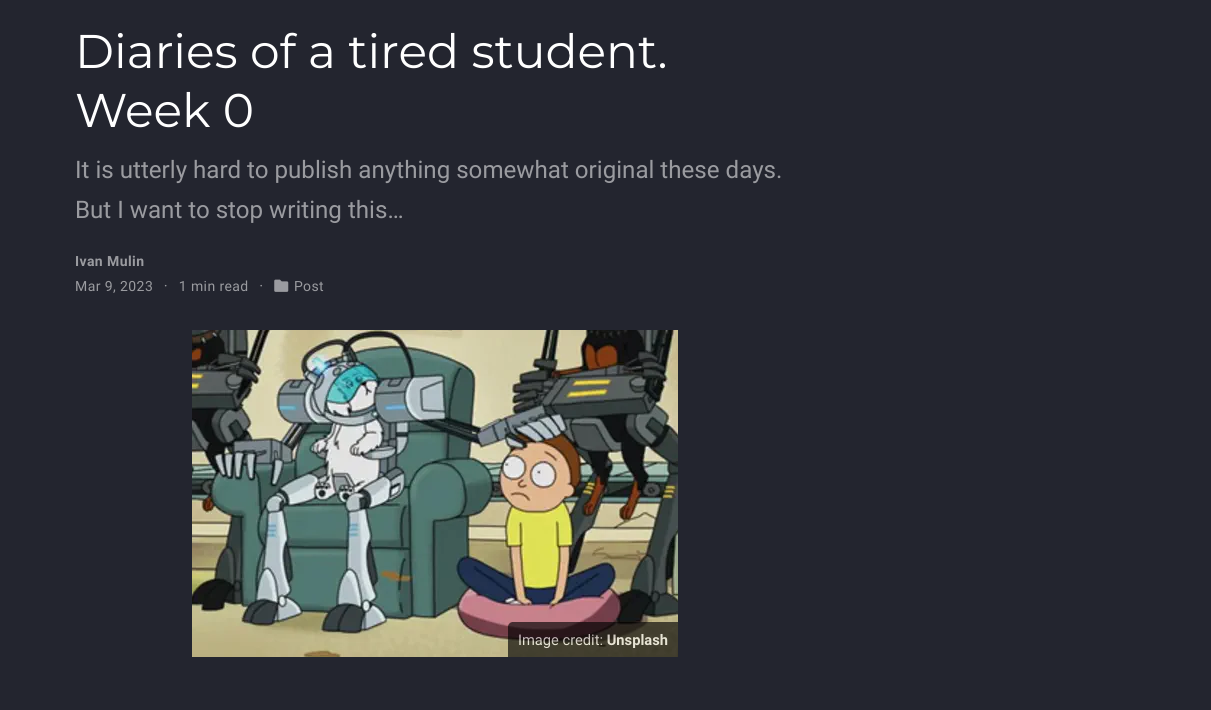 Diaries of a tired student.
Week 0
It is utterly hard to publish anything somewhat original these days.
But I want to stop writing this…
Ivan Mulin
Mar 9, 2023 · 1 min read · Post
Image credit: Unsplash